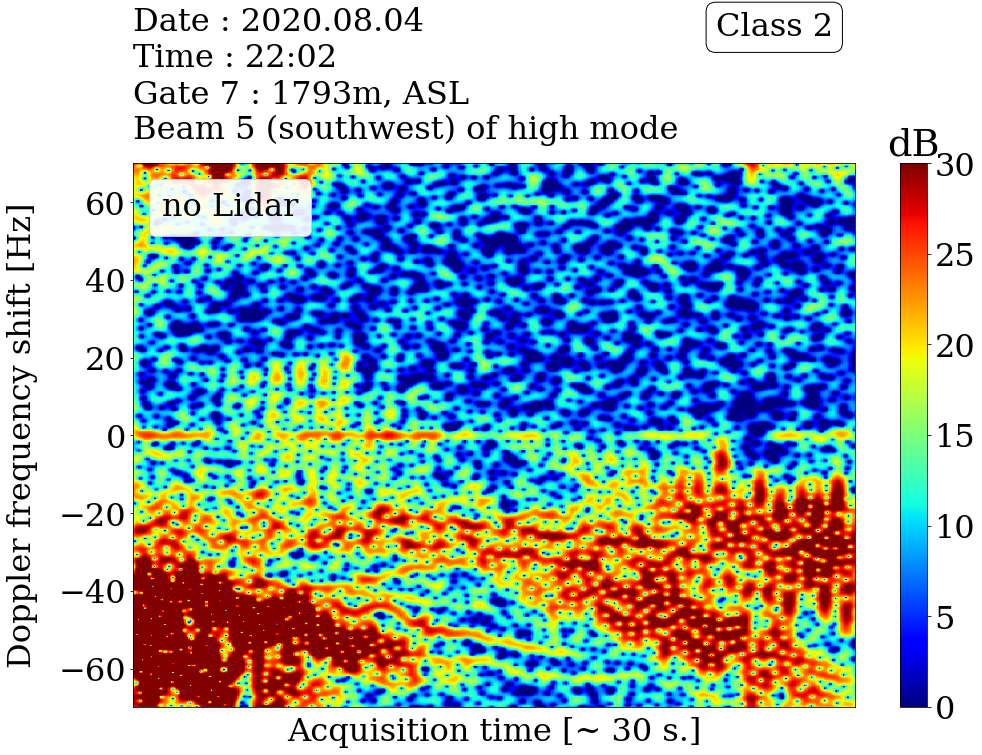 Date : 2020.08.04
Time : 22:02
Gate 7 : 1793m, ASL
Beam 5 (southwest) of high mode
Class 2
dB
no Lidar
Doppler frequency shift [Hz]
60
40
20
0
−20
−40
−60
30
25
20
15
10
5
0
Acquisition time [~ 30 s.]